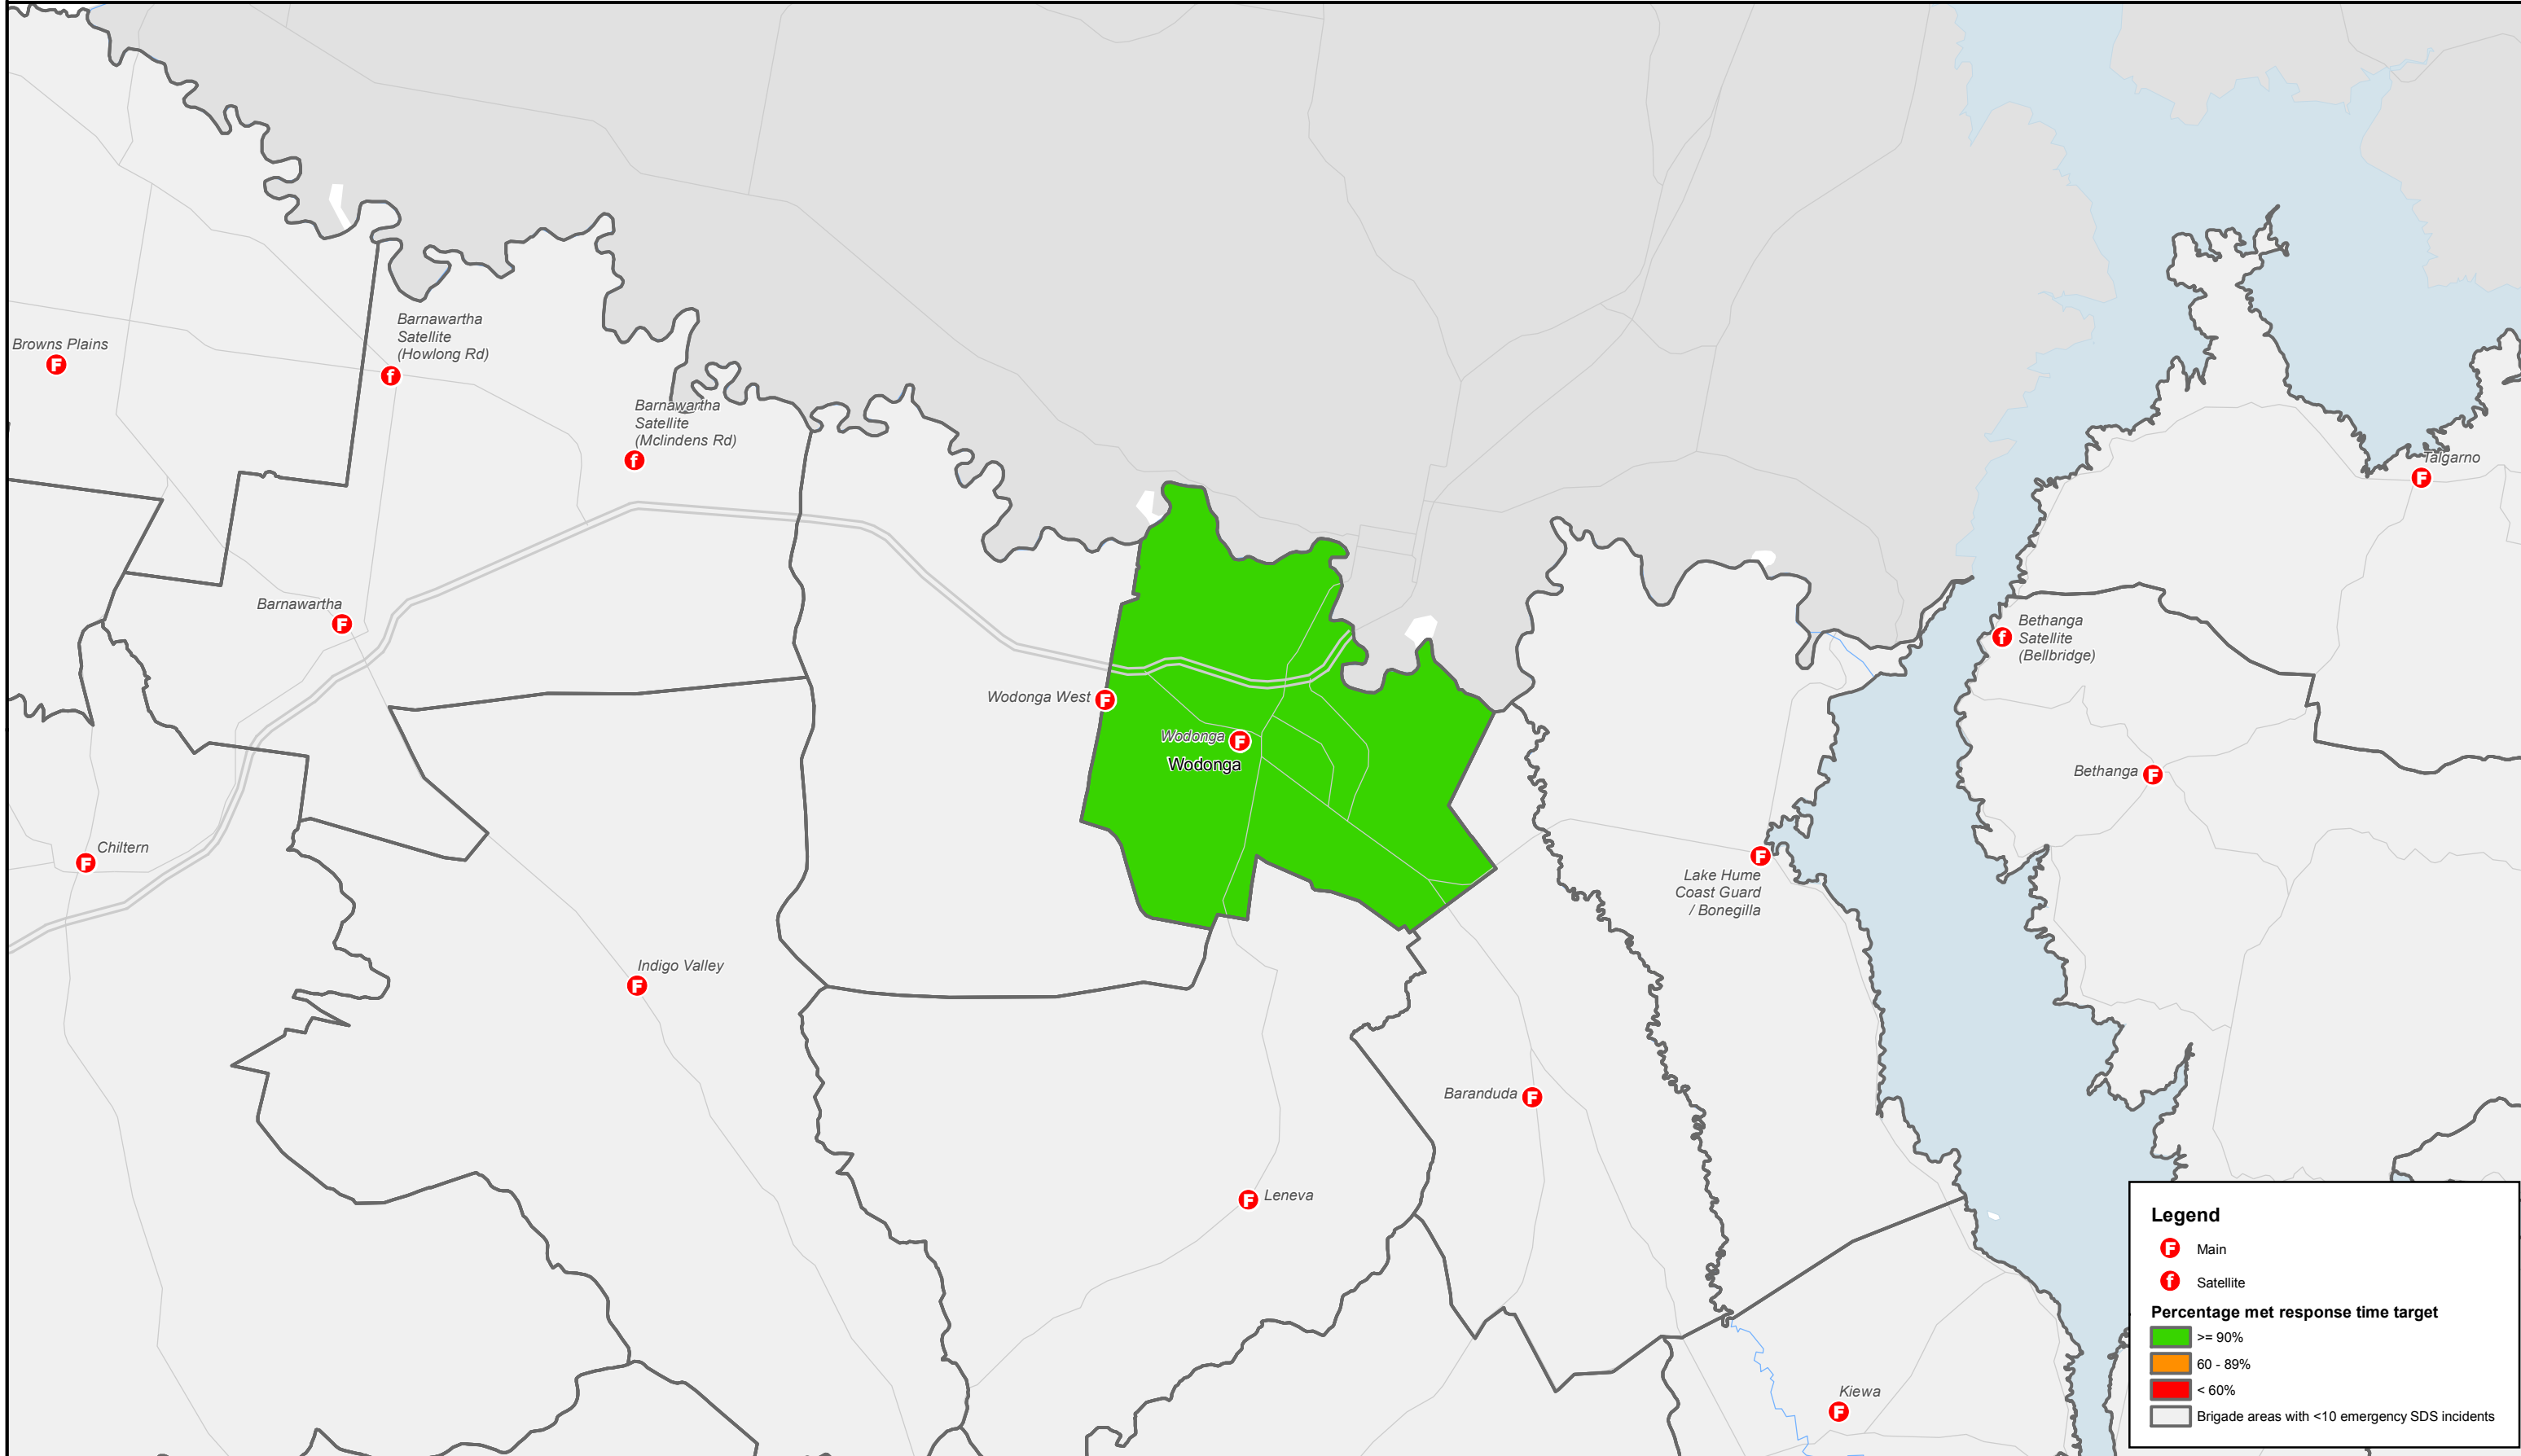 Browns Plains
F
Barnawartha
Satellite
(Howlong Rd)
f
Barnawartha
Satellite
(Mclindens Rd)
f
Talgarno
F
Barnawartha
F
Bethanga
Satellite
(Bellbridge)
f
Wodonga West
F
Wodonga
F
Wodonga
Bethanga
F
Chiltern
F
F
Lake Hume
Coast Guard
/ Bonegilla
Indigo Valley
F
Baranduda
F
Leneva
F
Kiewa
F
Legend
F Main
f Satellite
Percentage met response time target
>= 90%
60 - 89%
< 60%
Brigade areas with <10 emergency SDS incidents